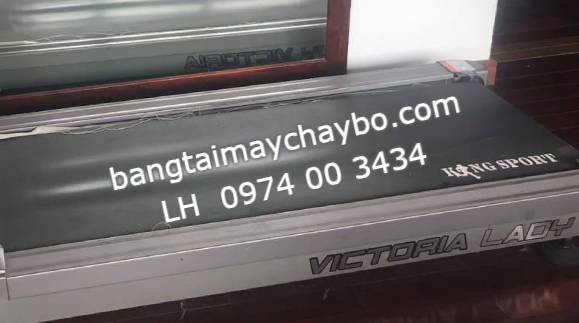 bangtaimaychaybo.com
LH 0974 00 3434
KING SPORT
VICTORIA LADY